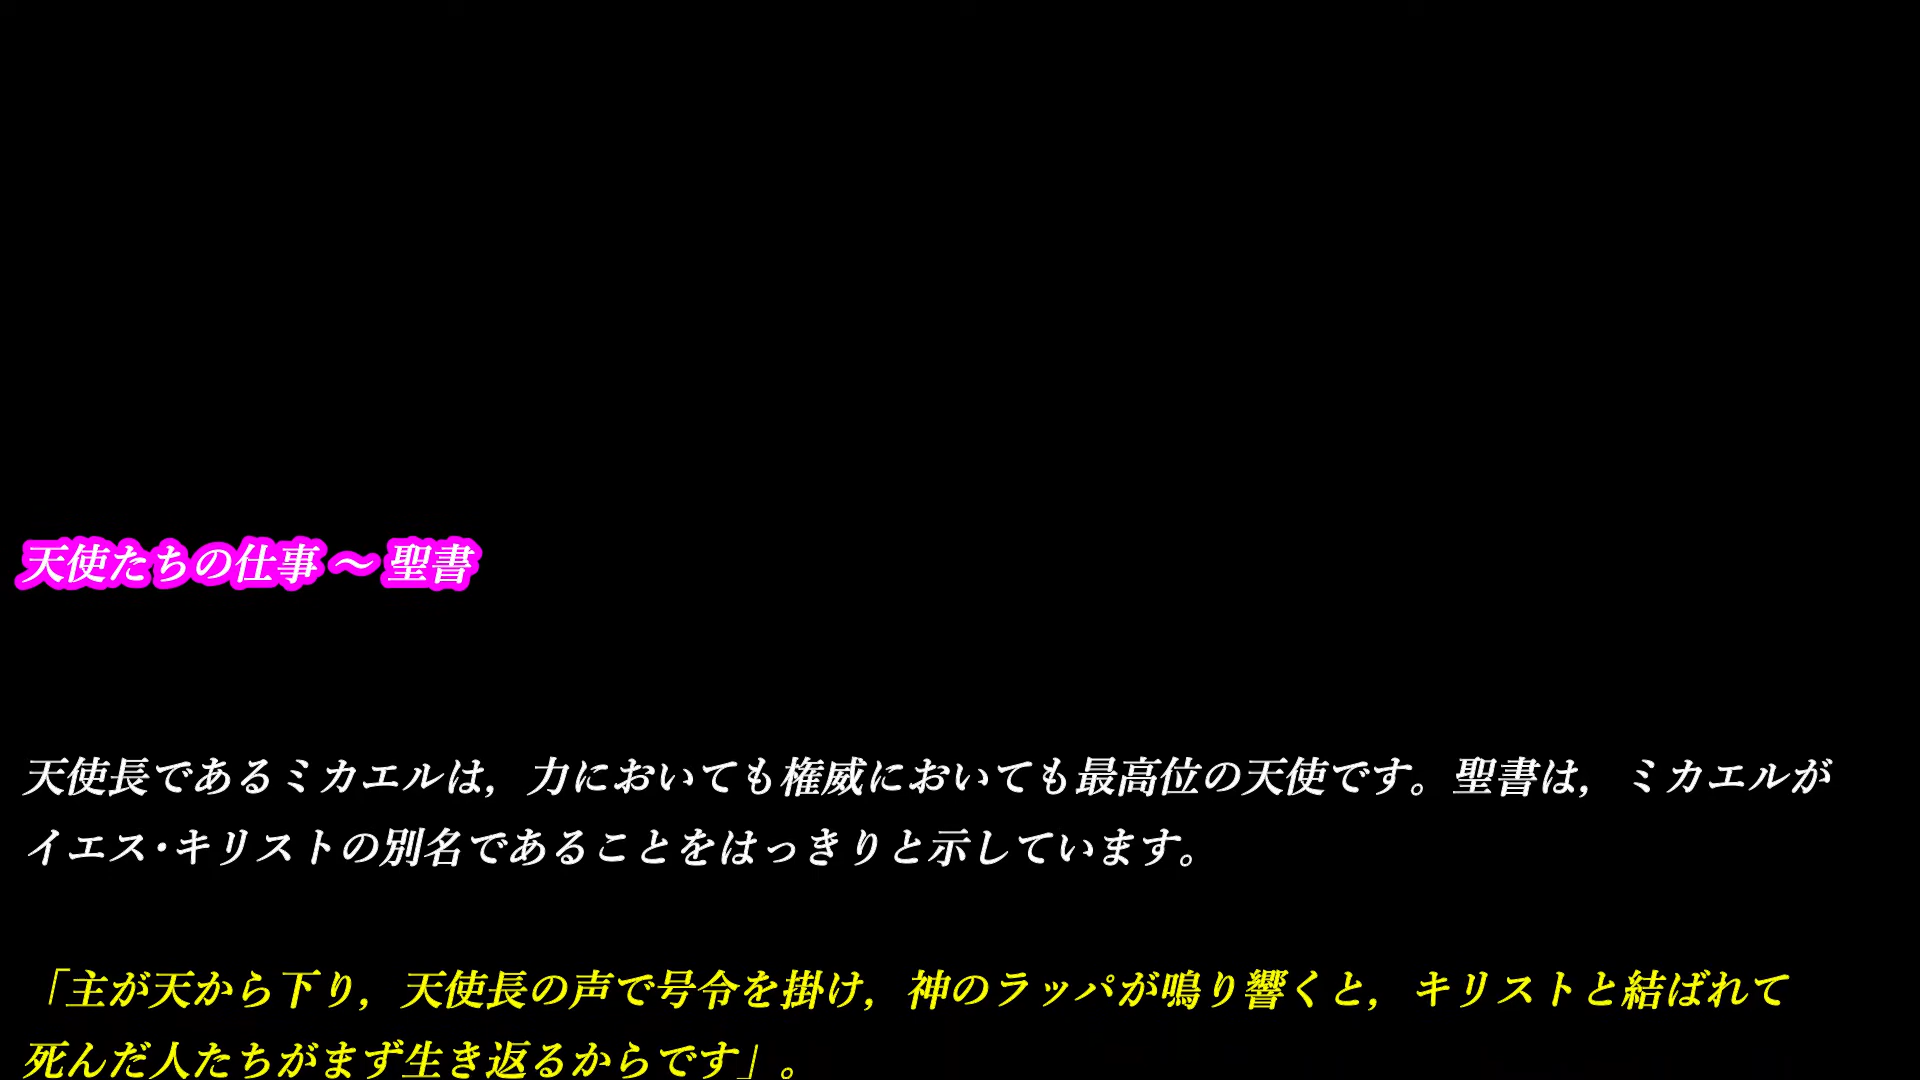 天使たちの仕事 ～ 聖書
天使長であるミカエルは，力においても権威においても最高位の天使です。聖書は，ミカエルが
イエス・キリストの別名であることをはっきりと示しています。
「主が天から下り，天使長の声で号令を掛け，神のラッパが鳴り響くと，キリストと結ばれて
死んだ人たちがまず生き返るからです」。